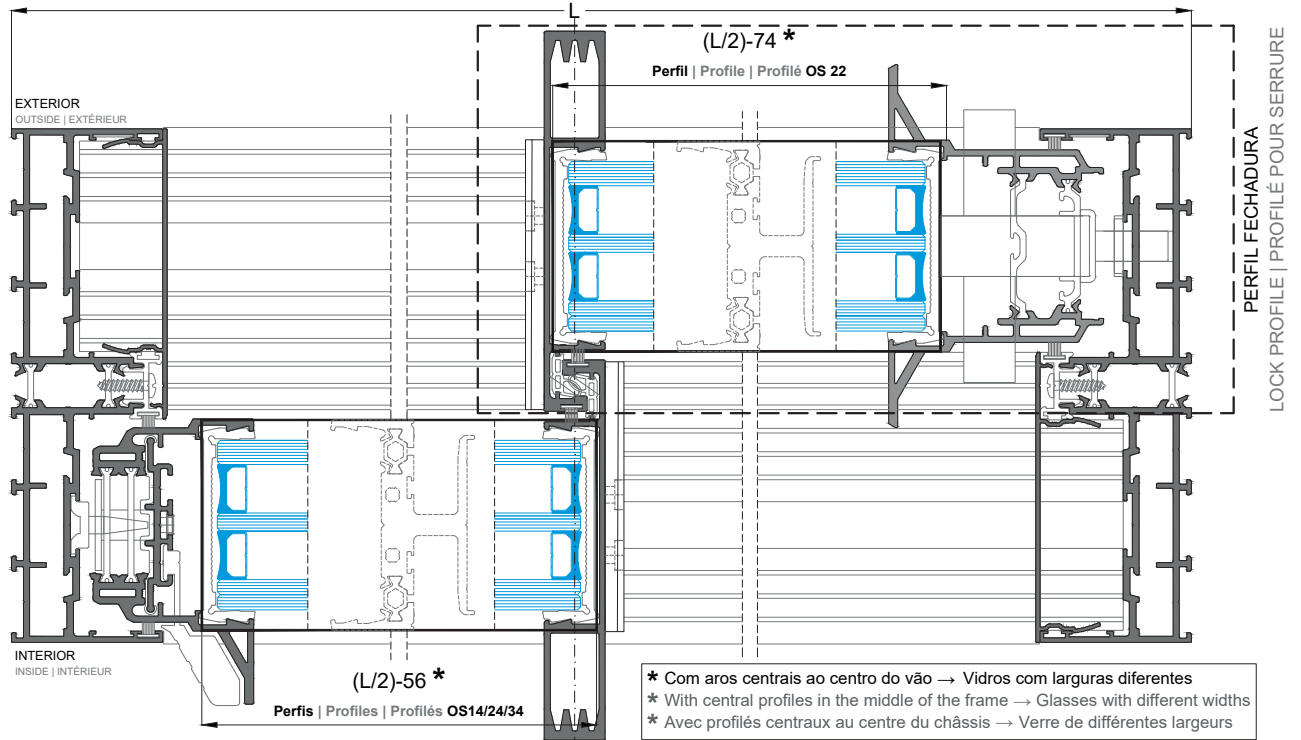 L
(L/2)-74 *
Perfil | Profile | Profilé OS 22
EXTERIOR
OUTSIDE | EXTÉRIEUR
PERFIL FECHADURA
LOCK PROFILE | PROFILÉ POUR SERRURE
INTERIOR
INSIDE | INTÉRIEUR
(L/2)-56 *
Perfis | Profiles | Profilés OS14/24/34
* Com aros centrais ao centro do vão → Vidros com larguras diferentes
* With central profiles in the middle of the frame → Glasses with different widths
* Avec profilés centraux au centre du châssis → Verre de différentes largeurs